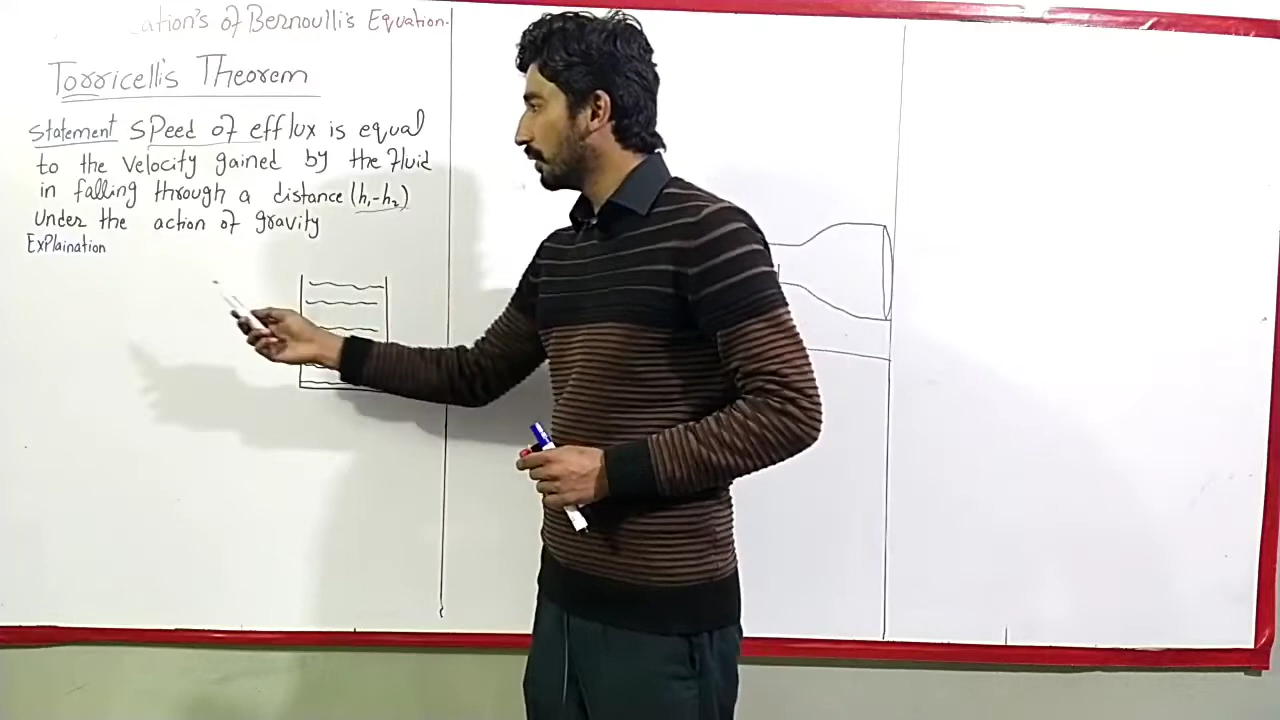 of Bernoulli's Equation.
Torricelli's Theorem
Statement Speed of efflux is equal
to the Velocity gained by the Fluid
in falling through a distance (h₁-h₂)
Under the action of gravity
ExPlaination